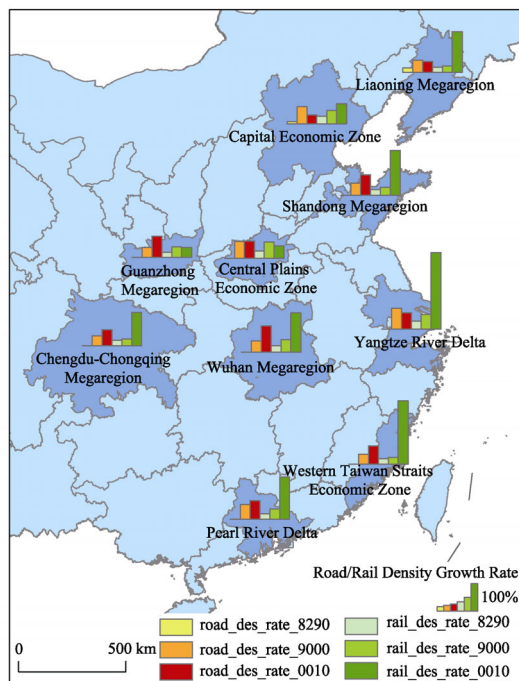 Liaoning Megaregion
Capital Economic Zone
Shandong Megaregion
Guanzhong
Megaregion
Central Plains
Economic Zone
Yangtze River Delta
Chengdu-Chongqing
Megaregion
Wuhan Megaregion
Western Taiwan Straits
Economic Zone
Pearl River Delta
Road/Rail Density Growth Rate
100%
road_des_rate_8290
rail_des_rate_8290
road_des_rate_9000
rail_des_rate_9000
road_des_rate_0010
rail_des_rate_0010
0
500 km